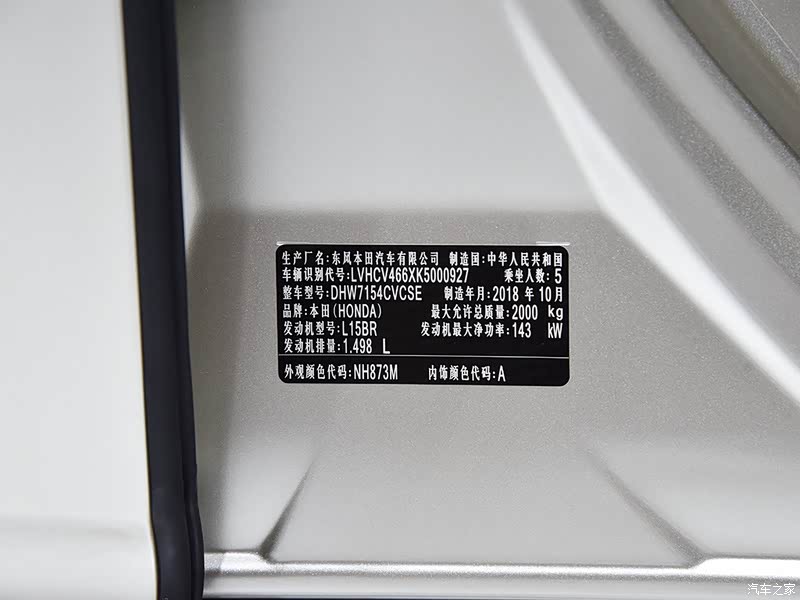 生产厂名:东风本田汽车有限公司 制造国:中华人民共和国
车辆识别代号:LVHCV466XK5000927 乘坐人数:5
整车型号:DHW7154CVCSE 制造年月:2018 年 10月
品牌:本田(HONDA) 最大允许总质量:2000 kg
发动机型号:L15BR 发动机最大净功率:143 kW
发动机排量:1.498 L
外观颜色代码:NH873M 内饰颜色代码:A
汽车之家